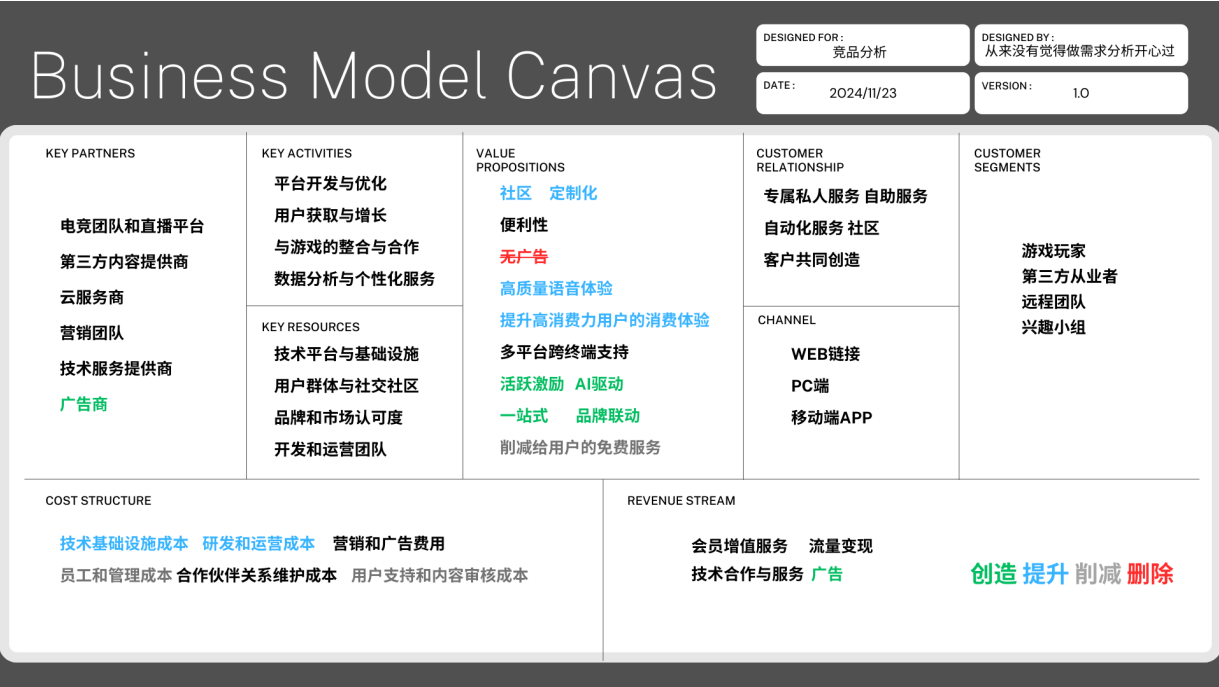 Business Model Canvas
DESIGNED FOR :
竞品分析
DESIGNED BY :
从来没有觉得做需求分析开心过
DATE :
2024/11/23
VERSION :
1.0
KEY PARTNERS
电竞团队和直播平台
第三方内容提供商
云服务商
营销团队
技术服务提供商
广告商
KEY ACTIVITIES
平台开发与优化
用户获取与增长
与游戏的整合与合作
数据分析与个性化服务
KEY RESOURCES
技术平台与基础设施
用户群体与社交社区
品牌和市场认可度
开发和运营团队
VALUE
PROPOSITIONS
社区 定制化
便利性
无广告
高质量语音体验
提升高消费力用户的消费体验
多平台跨终端支持
活跃激励 AI驱动
一站式 品牌联动
削减给用户的免费服务
CUSTOMER
RELATIONSHIP
专属私人服务 自助服务
自动化服务 社区
客户共同创造
CHANNEL
WEB链接
PC端
移动端APP
CUSTOMER
SEGMENTS
游戏玩家
第三方从业者
远程团队
兴趣小组
COST STRUCTURE
技术基础设施成本 研发和运营成本 营销和广告费用
员工和管理成本 合作伙伴关系维护成本 用户支持和内容审核成本
REVENUE STREAM
会员增值服务 流量变现
技术合作与服务 广告
创造 提升 削减 删除